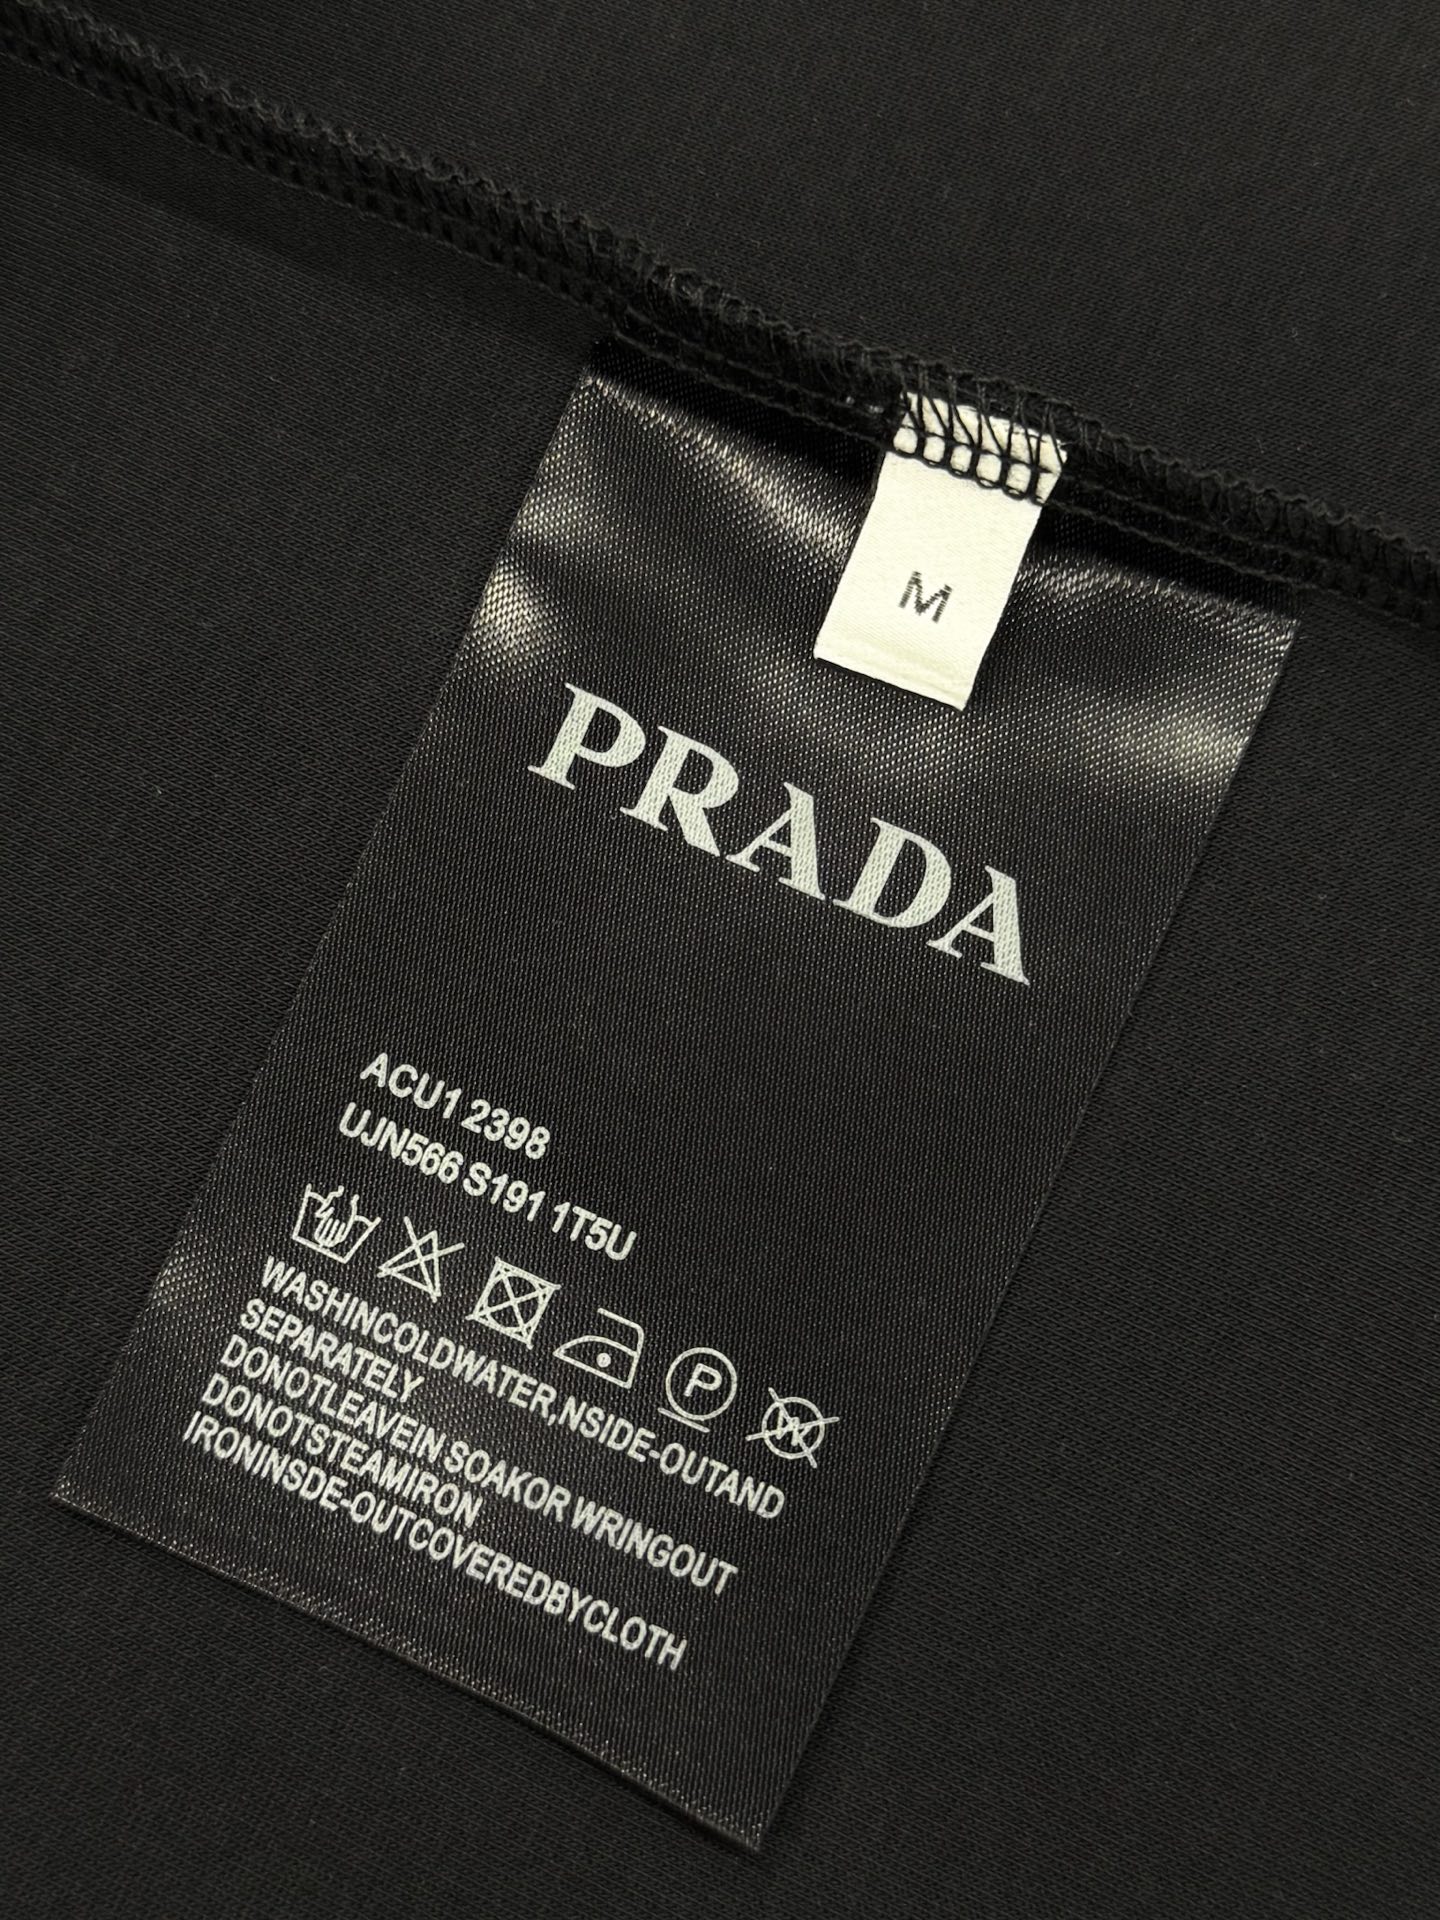 M
PRADA
ACU1 2398
UJN566 S191 1T5U
P
W
WASHINCOLDWATER,NSIDE-OUTAND
SEPARATELY
DONOTLEAVEIN SOAKOR WRINGOUT
DONOTSTEAMIRON
IRONINSDE-OUTCOVEREDBYCLOTH